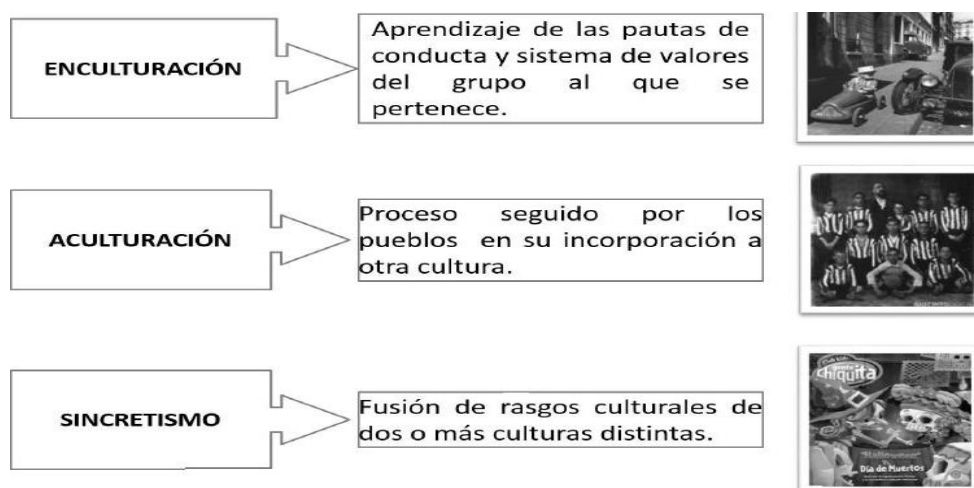 ENCULTURACIÓN
Aprendizaje de las pautas de
conducta y sistema de valores
del grupo al que se
pertenece.
ACULTURACIÓN
Proceso seguido por los
pueblos en su incorporación a
otra cultura.
SINCRETISMO
Fusión de rasgos culturales de
dos o más culturas distintas.
chiquita
"Halloween"
Día de Muertos